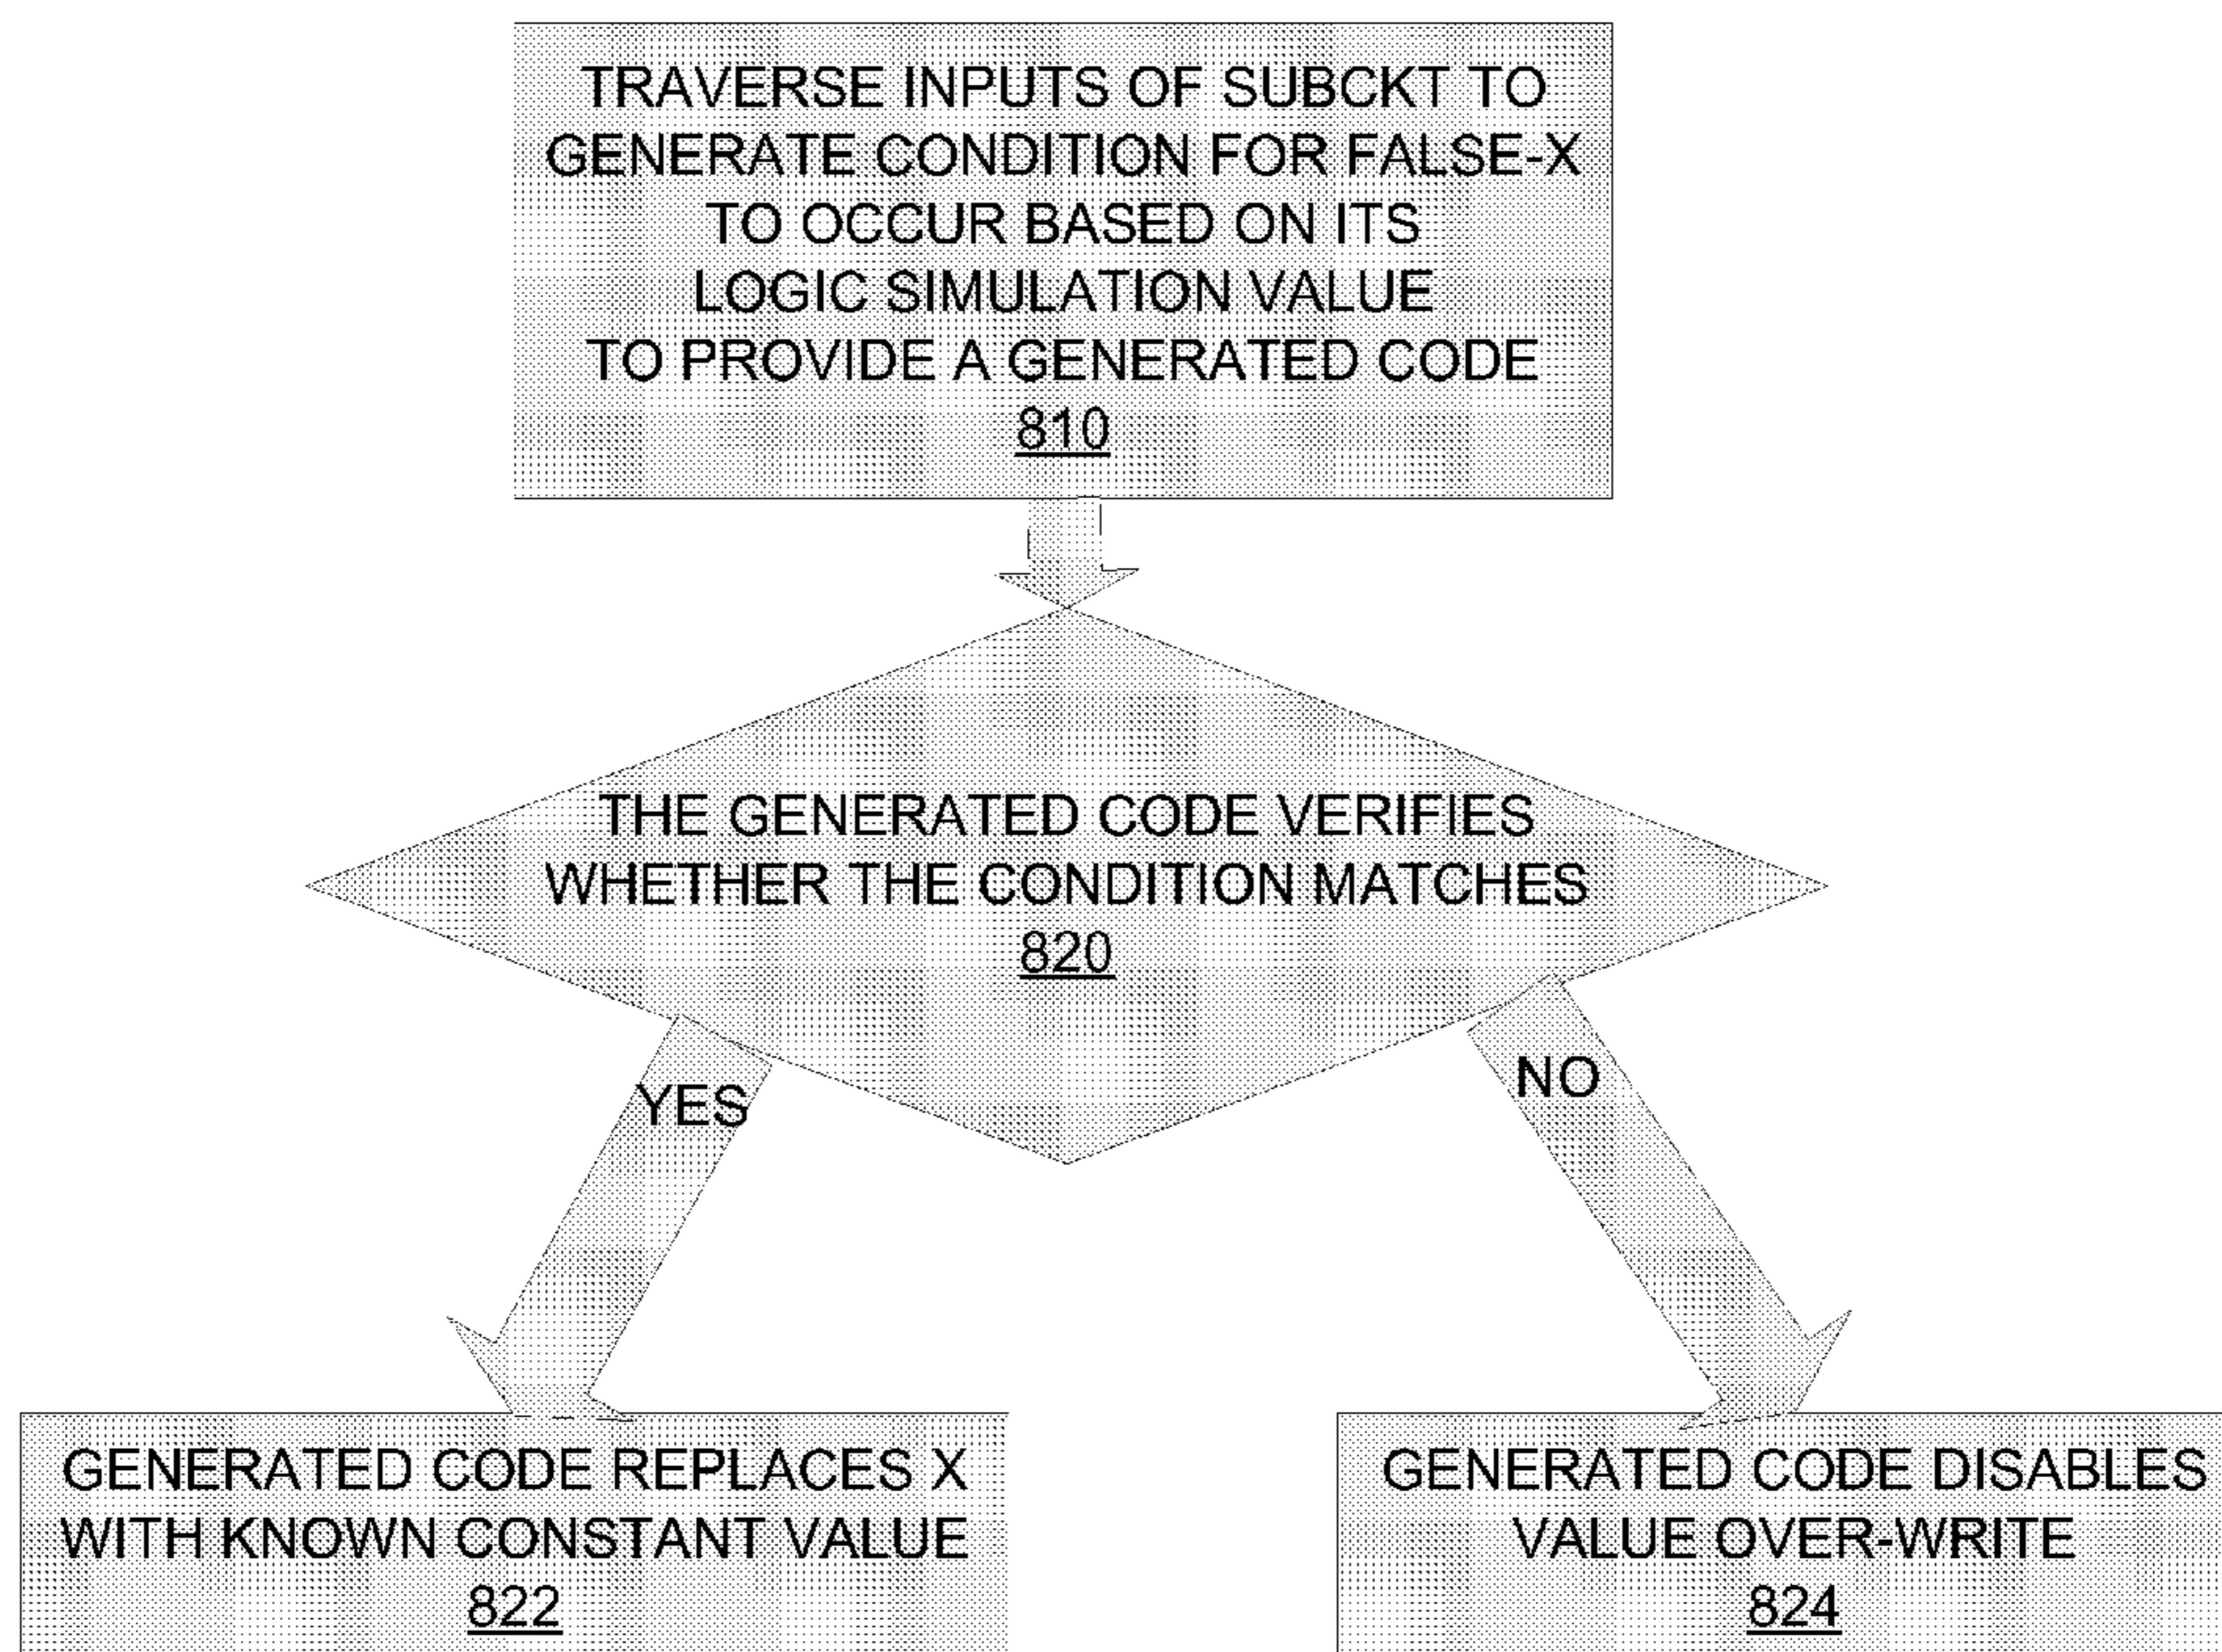 TRAVERSE INPUTS OF SUBCKT TO
GENERATE CONDITION FOR FALSE-X
TO OCCUR BASED ON ITS
LOGIC SIMULATION VALUE
TO PROVIDE A GENERATED CODE
810
THE GENERATED CODE VERIFIES
WHETHER THE CONDITION MATCHES
820
YES
NO
GENERATED CODE REPLACES X
WITH KNOWN CONSTANT VALUE
822
GENERATED CODE DISABLES
VALUE OVER-WRITE
824